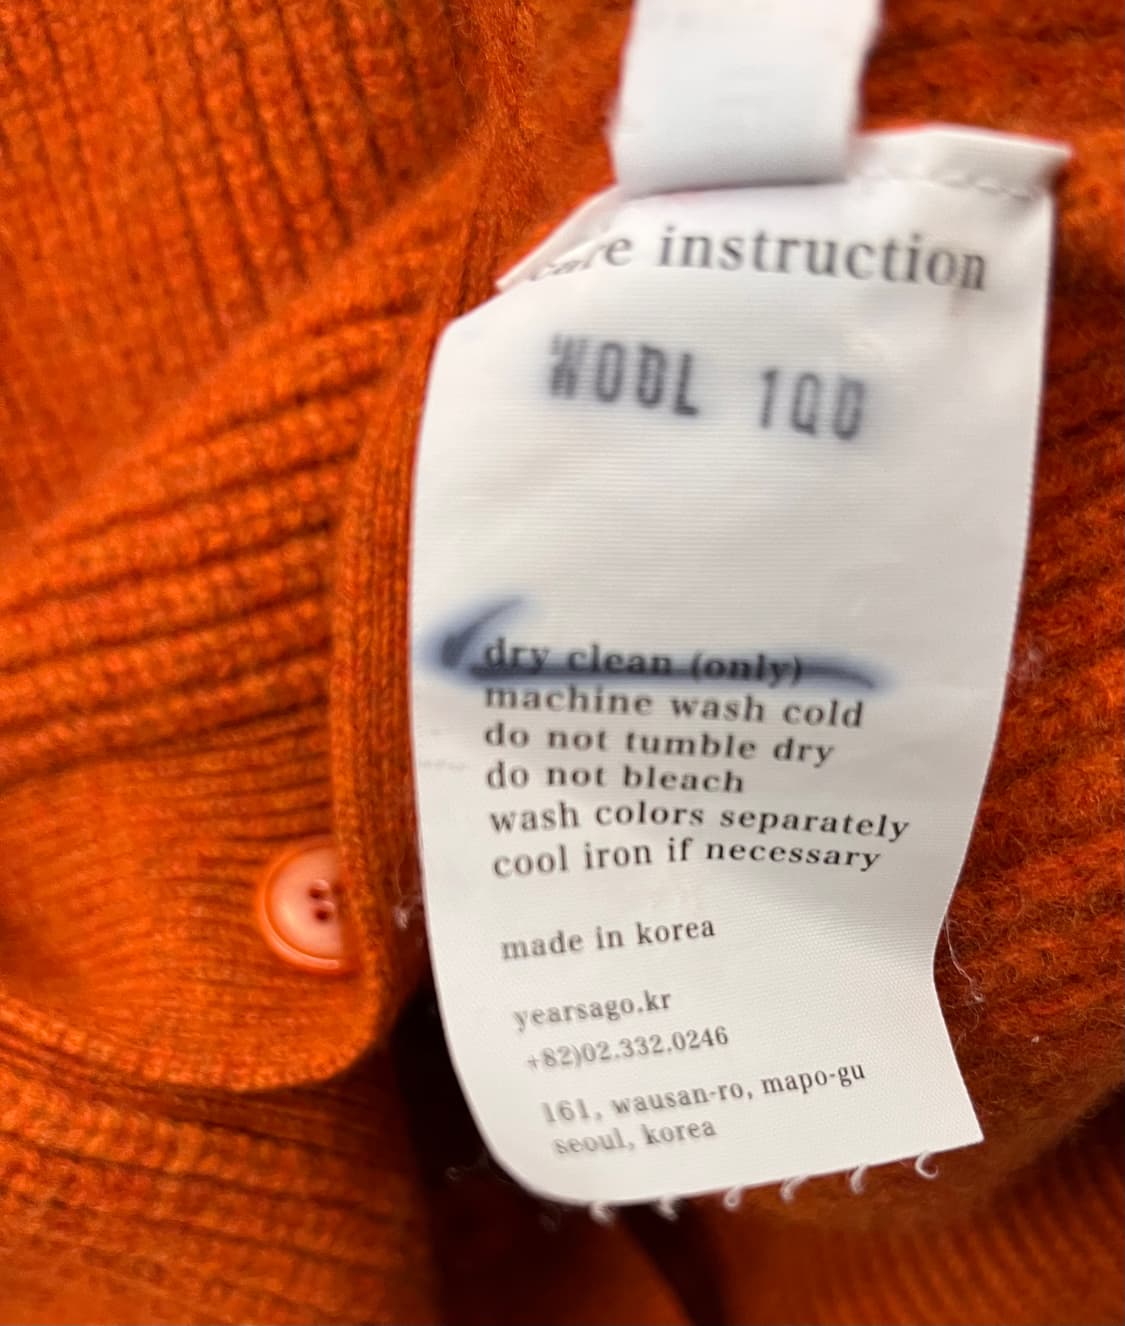 care instruction
WOOL 100
dry clean (only)
machine wash cold
do not tumble dry
do not bleach
wash colors separately
cool iron if necessary
made in korea
yearsago.kr
+82)02.332.0246
161, wausan-ro, mapo-gu
seoul, korea